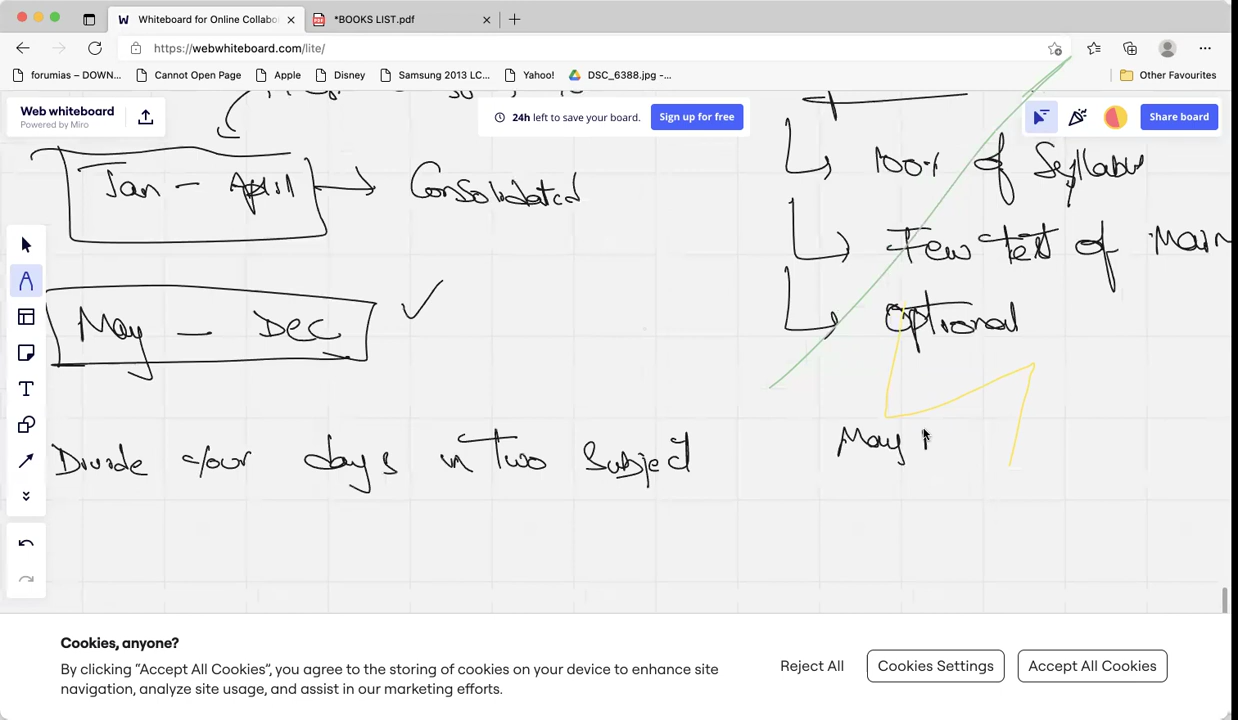 Whiteboard for Online Collabo
*BOOKS LIST.pdf
https://webwhiteboard.com/lite/
forumias – DOWN...
Cannot Open Page
Apple
Disney
Samsung 2013 LC...
Yahoo!
DSC_6388.jpg -...
Other Favourites
Web whiteboard
Powered by Miro
24h left to save your board.
Sign up for free
Share board
Jan - April
Consolidated
100% of Syllabus
Few test of Main
May - DEC
Optional
May
Divide your days in Two Subject
Cookies, anyone?
By clicking “Accept All Cookies”, you agree to the storing of cookies on your device to enhance site
navigation, analyze site usage, and assist in our marketing efforts.
Reject All
Cookies Settings
Accept All Cookies